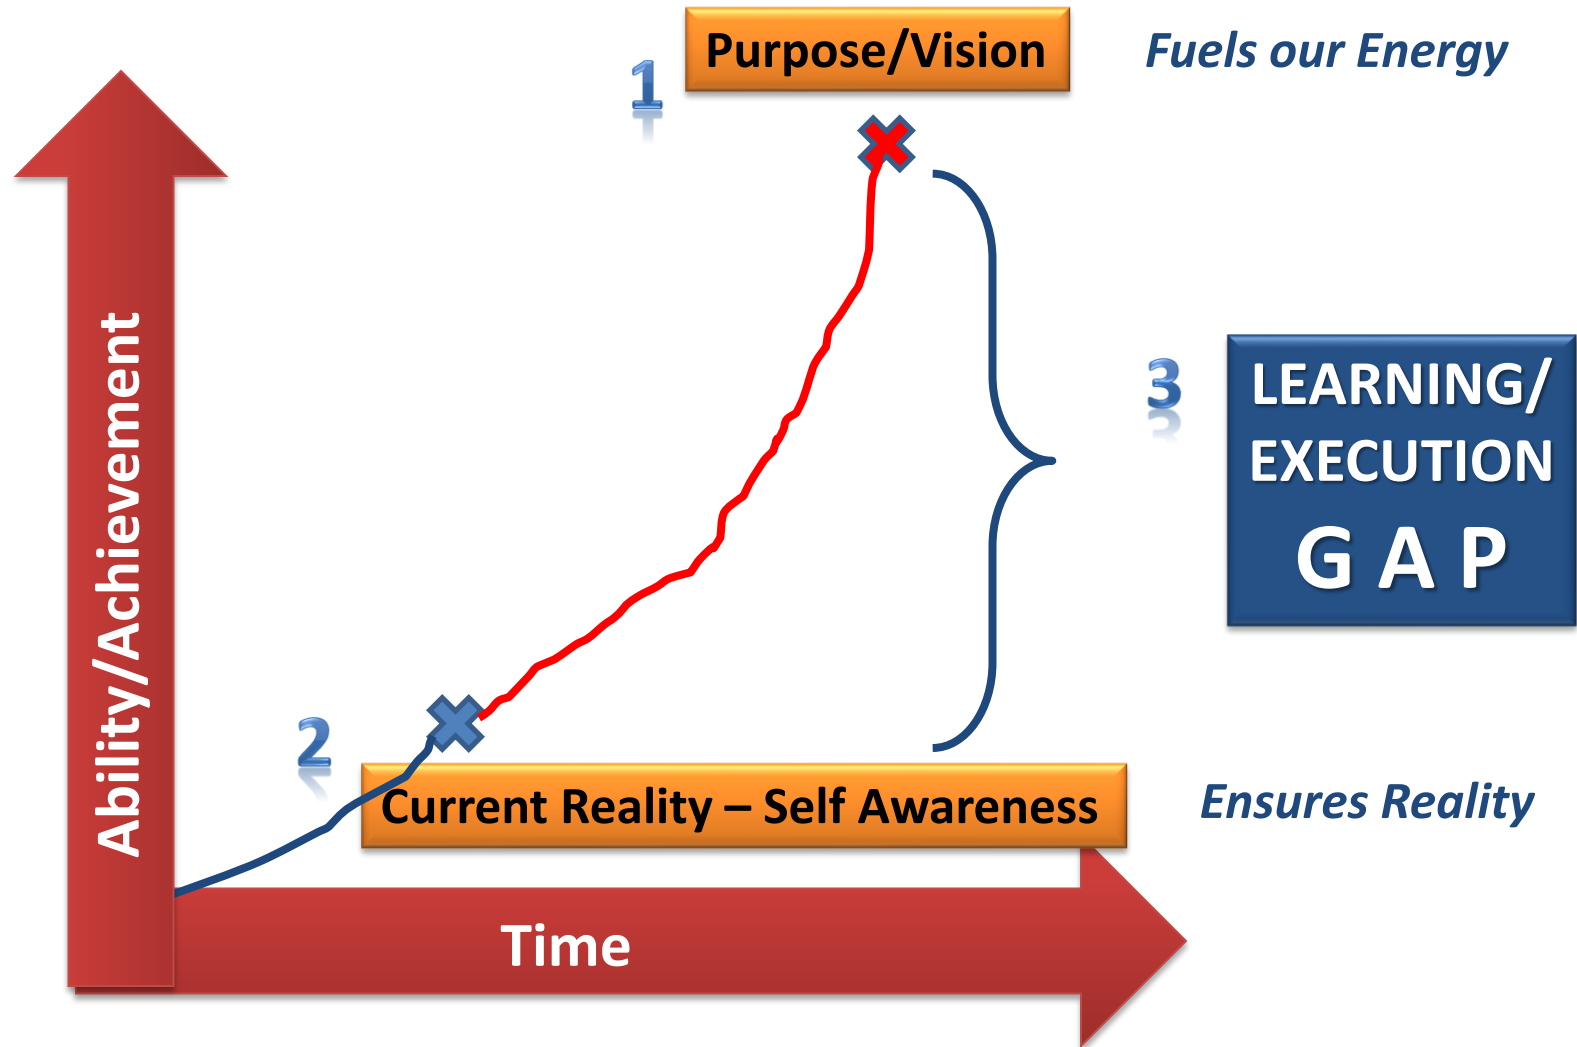 1
Purpose/Vision
Fuels our Energy
Ability/Achievement
3
LEARNING/
EXECUTION
GAP
2
Current Reality – Self Awareness
Ensures Reality
Time